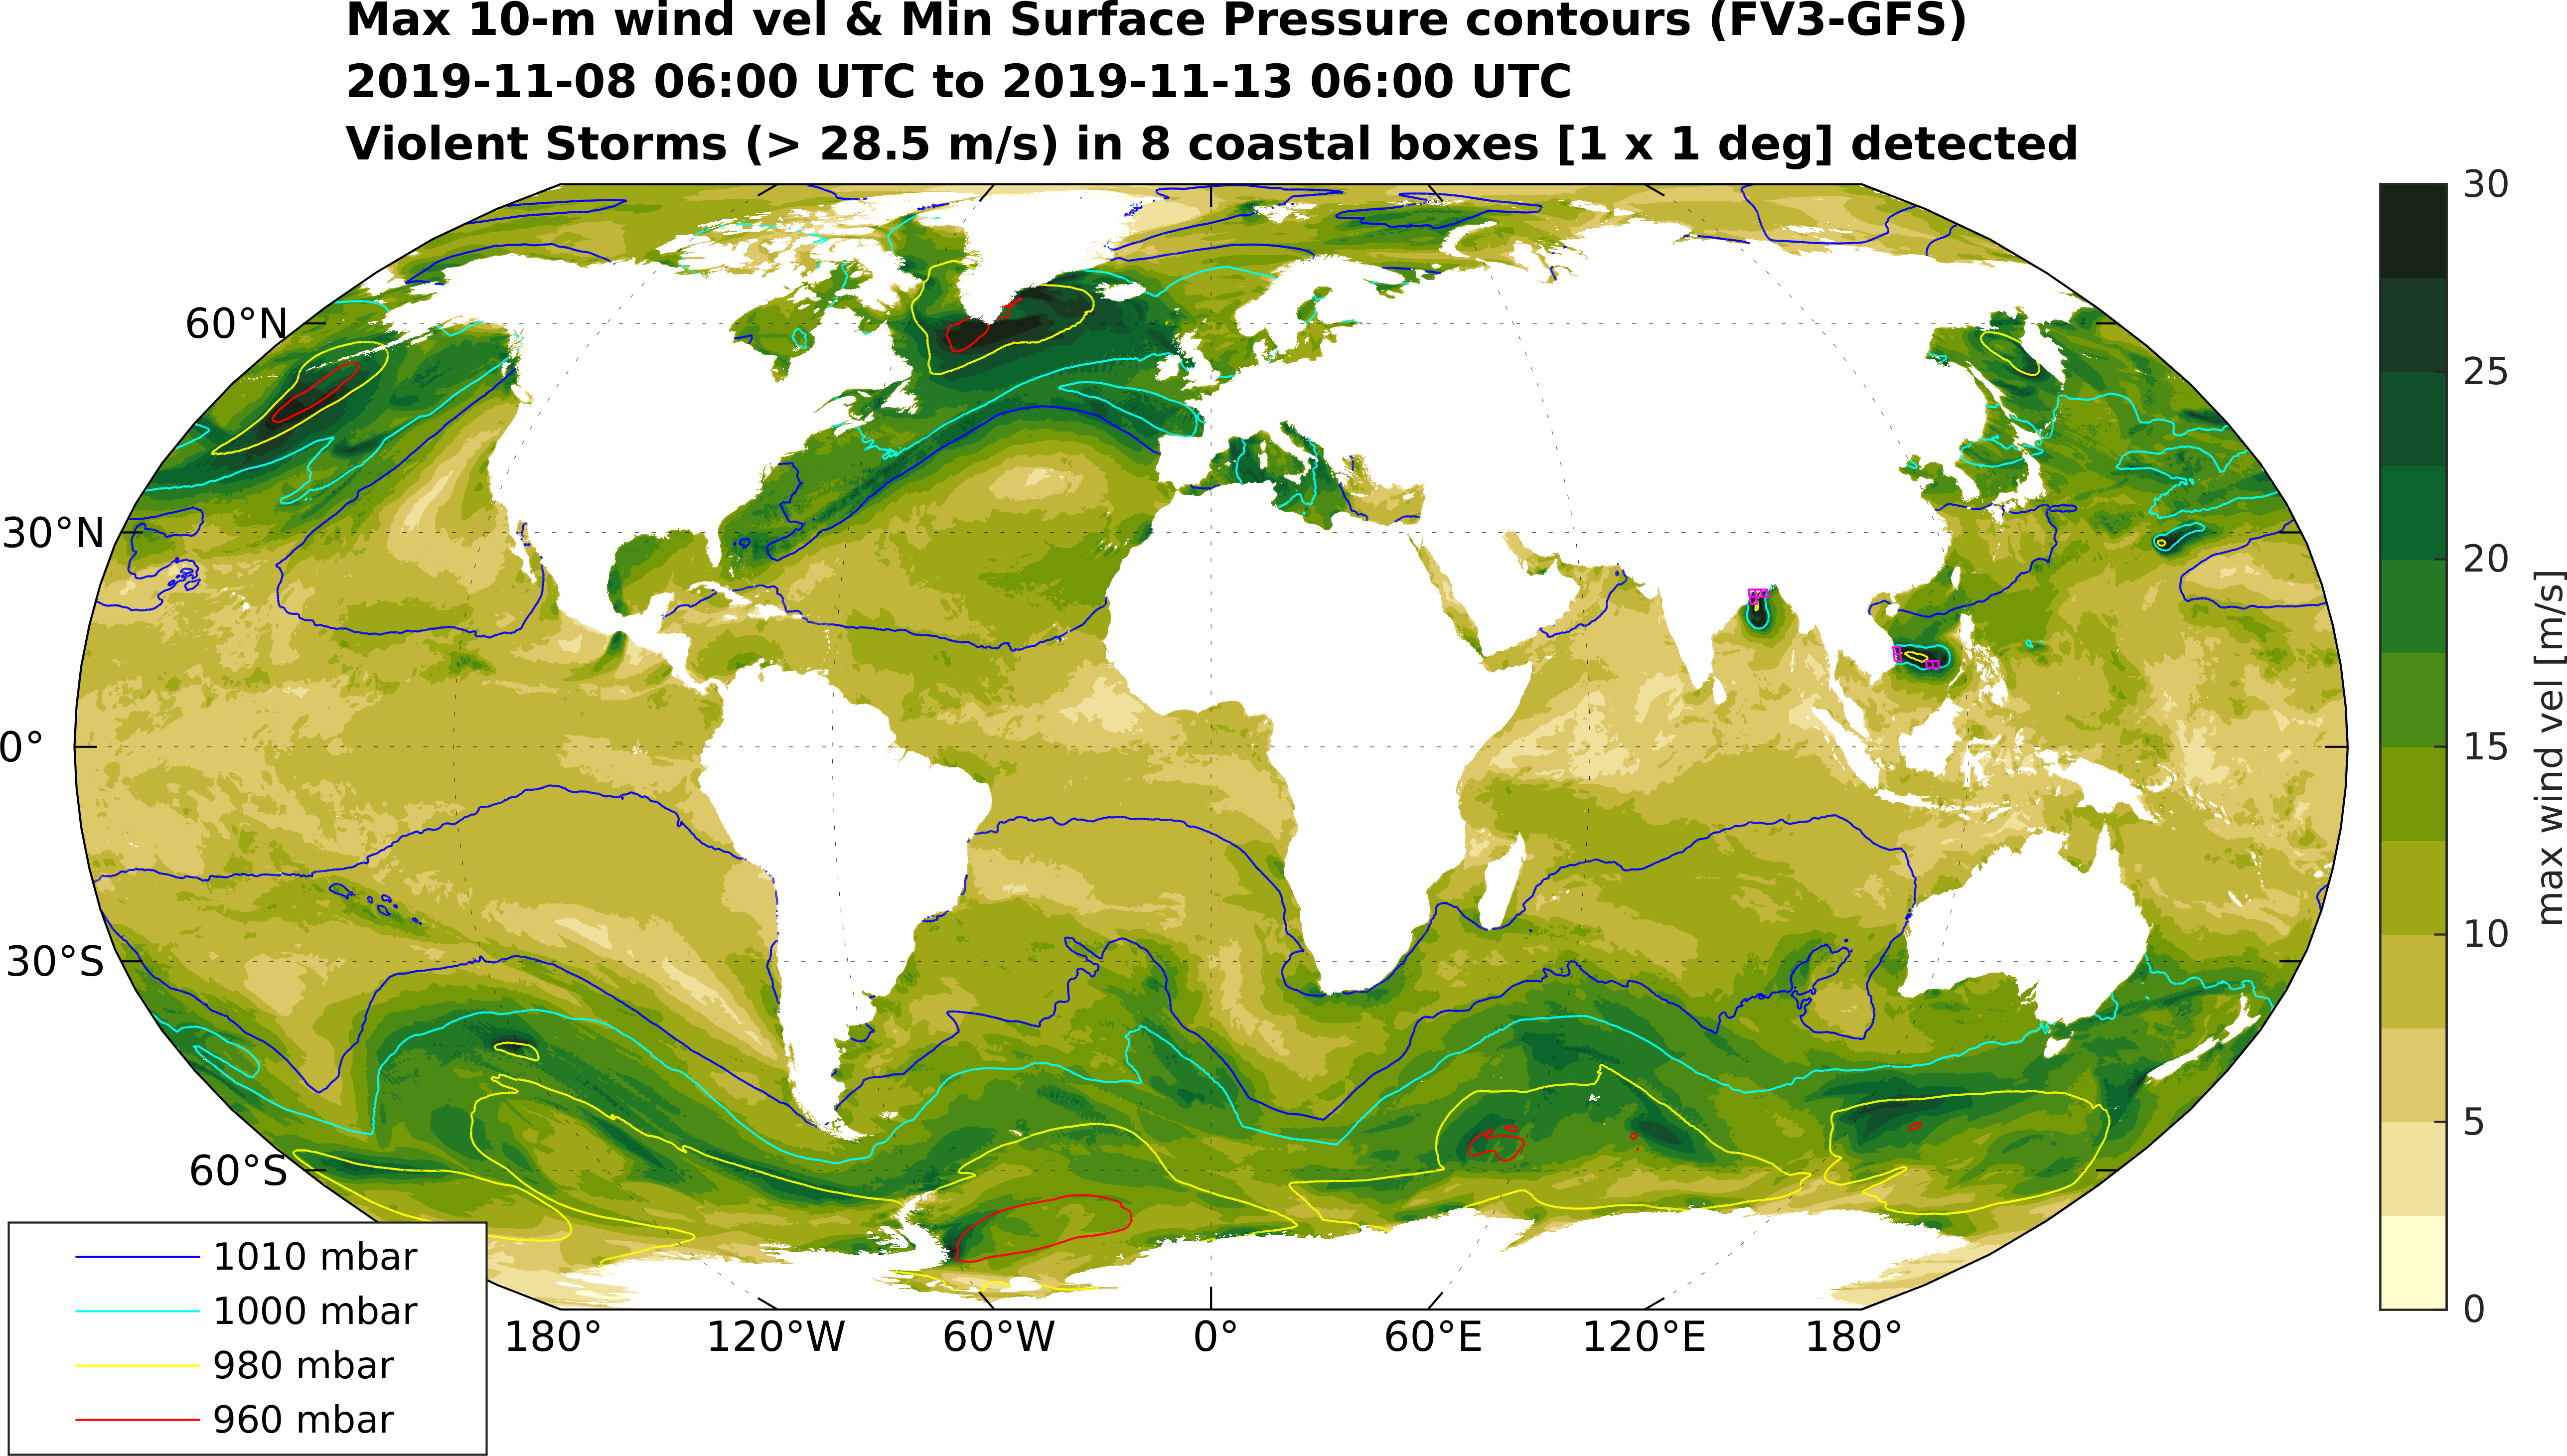 Max 10-m wind vel & Min Surface Pressure contours (FV3-GFS)
2019-11-08 06:00 UTC to 2019-11-13 06:00 UTC
Violent Storms (> 28.5 m/s) in 8 coastal boxes [1 x 1 deg] detected
60°N
30°N
0°
30°S
60°S
180°
120°W
60°W
0°
60°E
120°E
180°
1010 mbar
1000 mbar
980 mbar
960 mbar
30
25
20
15
10
5
0
max wind vel [m/s]